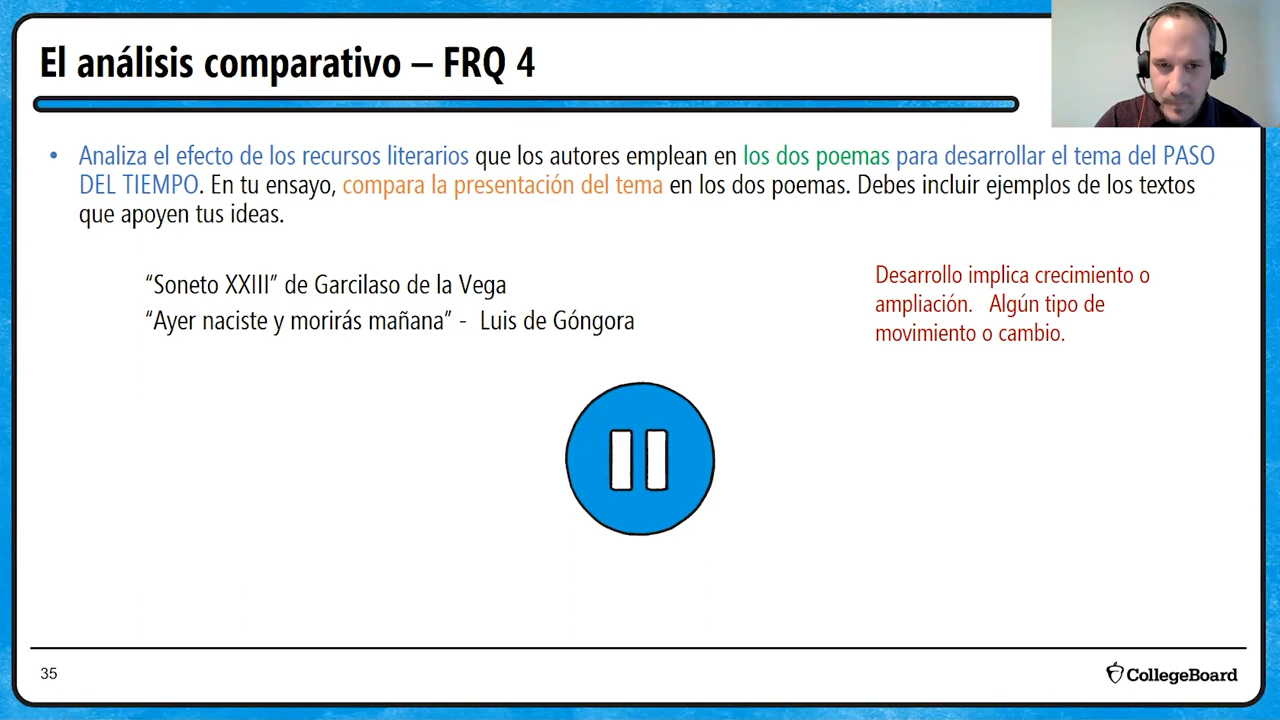 El análisis comparativo – FRQ 4
• Analiza el efecto de los recursos literarios que los autores emplean en los dos poemas para desarrollar el tema del PASO
DEL TIEMPO. En tu ensayo, compara la presentación del tema en los dos poemas. Debes incluir ejemplos de los textos
que apoyen tus ideas.
“Soneto XXIII” de Garcilaso de la Vega
“Ayer naciste y morirás mañana” - Luis de Góngora
Desarrollo implica crecimiento o
ampliación. Algún tipo de
movimiento o cambio.
35
CollegeBoard